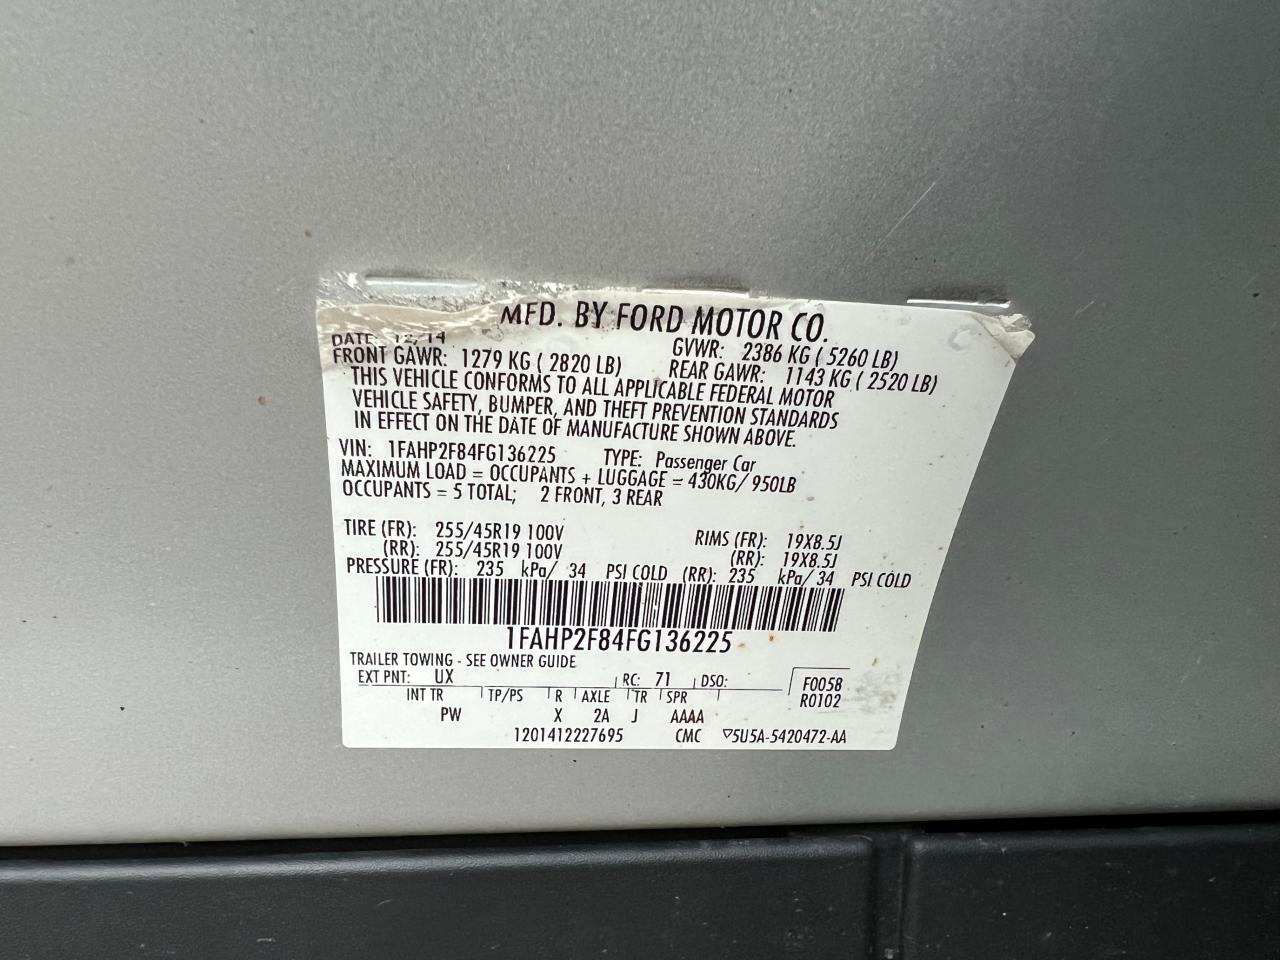 MFD. BY FORD MOTOR CO.
DATE: 12/14 GVWR: 2386 KG ( 5260 LB)
FRONT GAWR: 1279 KG ( 2820 LB) REAR GAWR: 1143 KG ( 2520 LB)
THIS VEHICLE CONFORMS TO ALL APPLICABLE FEDERAL MOTOR
VEHICLE SAFETY, BUMPER, AND THEFT PREVENTION STANDARDS
IN EFFECT ON THE DATE OF MANUFACTURE SHOWN ABOVE.
VIN: 1FAHP2F84FG136225 TYPE: Passenger Car
MAXIMUM LOAD = OCCUPANTS + LUGGAGE = 430KG/ 950LB
OCCUPANTS = 5 TOTAL; 2 FRONT, 3 REAR
TIRE (FR): 255/45R19 100V RIMS (FR): 19X8.5J
(RR): 255/45R19 100V (RR): 19X8.5J
PRESSURE (FR): 235 kPa/ 34 PSI COLD (RR): 235 kPa/ 34 PSI COLD
1FAHP2F84FG136225
TRAILER TOWING - SEE OWNER GUIDE
EXT PNT: UX RC: 71 DSO: F005B
INT TR TP/PS R AXLE TR SPR R0102
PW X 2A J AAAA
1201412227695 CMC ▽5U5A-5420472-AA